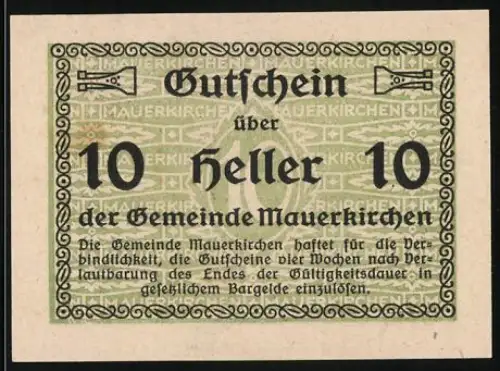 Gutschein
über
10 Heller 10
der Gemeinde Mauerkirchen
Die Gemeinde Mauerkirchen haftet für die Ver=
bindlichkeit, die Gutscheine vier Wochen nach Ver=
lautbarung des Endes der Gültigkeitsdauer in
gesetzlichem Bargelde einzulösen.